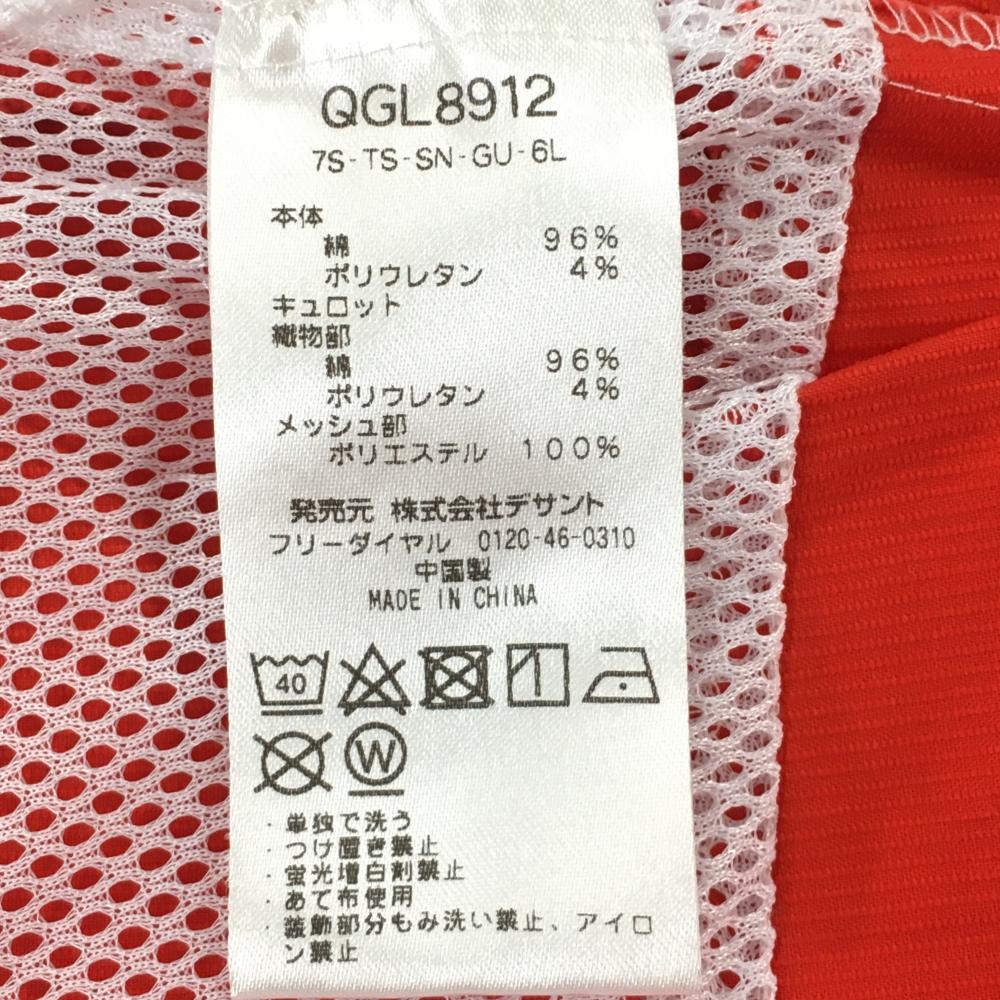 QGL8912
7S-TS-SN-GU-6L
本体
綿 96%
ポリウレタン 4%
キュロット
織物部
綿 96%
ポリウレタン 4%
メッシュ部
ポリエステル 100%
発売元 株式会社デサント
フリーダイヤル 0120-46-0310
中国製
MADE IN CHINA
40
W
・単独で洗う
・つけ置き禁止
・蛍光増白剤禁止
・あて布使用
・装飾部分もみ洗い禁止、アイロ
ン禁止